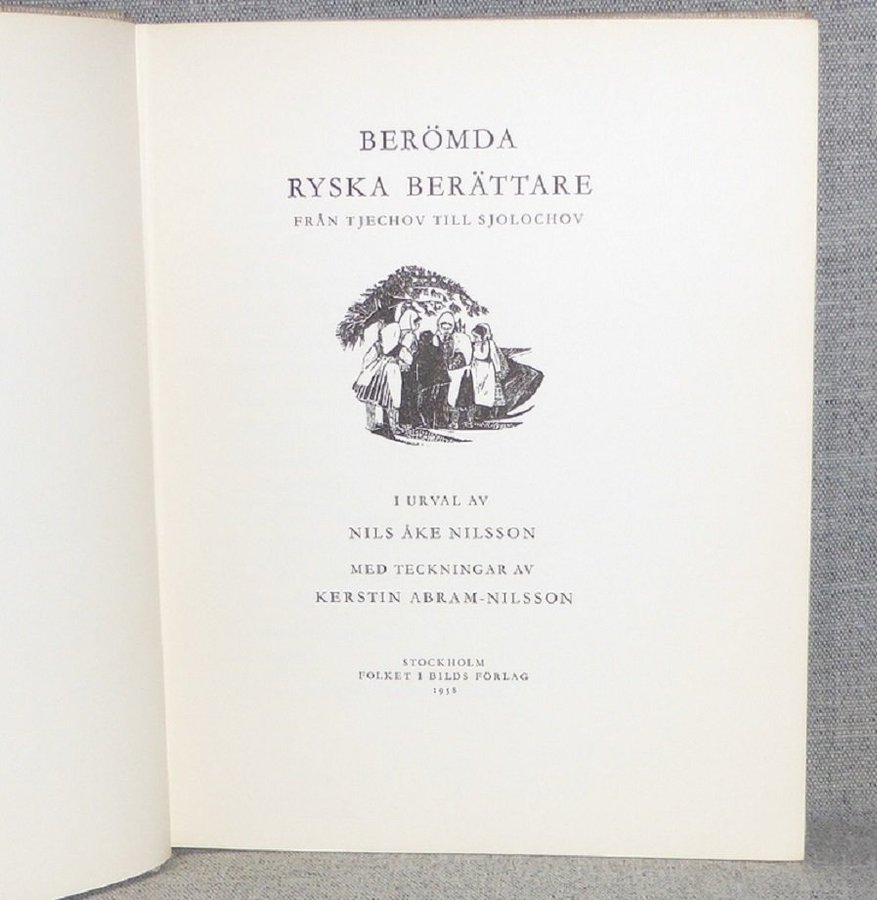 BERÖMDA
RYSKA BERÄTTARE
FRÅN TJECHOV TILL SJOLOCHOV
I URVAL AV
NILS ÅKE NILSSON
MED TECKNINGAR AV
KERSTIN ABRAM-NILSSON
STOCKHOLM
FOLKET I BILDS FÖRLAG
1958